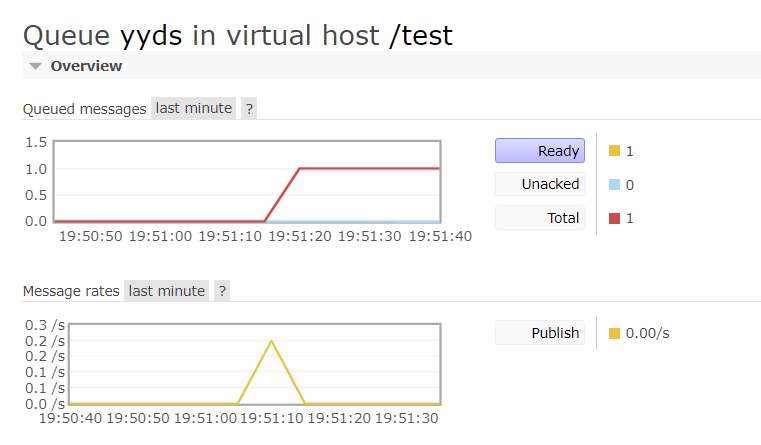 Queue yyds in virtual host /test
Overview
Queued messages last minute ?
1.5
1.0
0.5
0.0
19:50:50 19:51:00 19:51:10 19:51:20 19:51:30 19:51:40
Ready 1
Unacked 0
Total 1
Message rates last minute ?
0.3 /s
0.2 /s
0.2 /s
0.1 /s
0.1 /s
0.0 /s
19:50:40 19:50:50 19:51:00 19:51:10 19:51:20 19:51:30
Publish 0.00/s